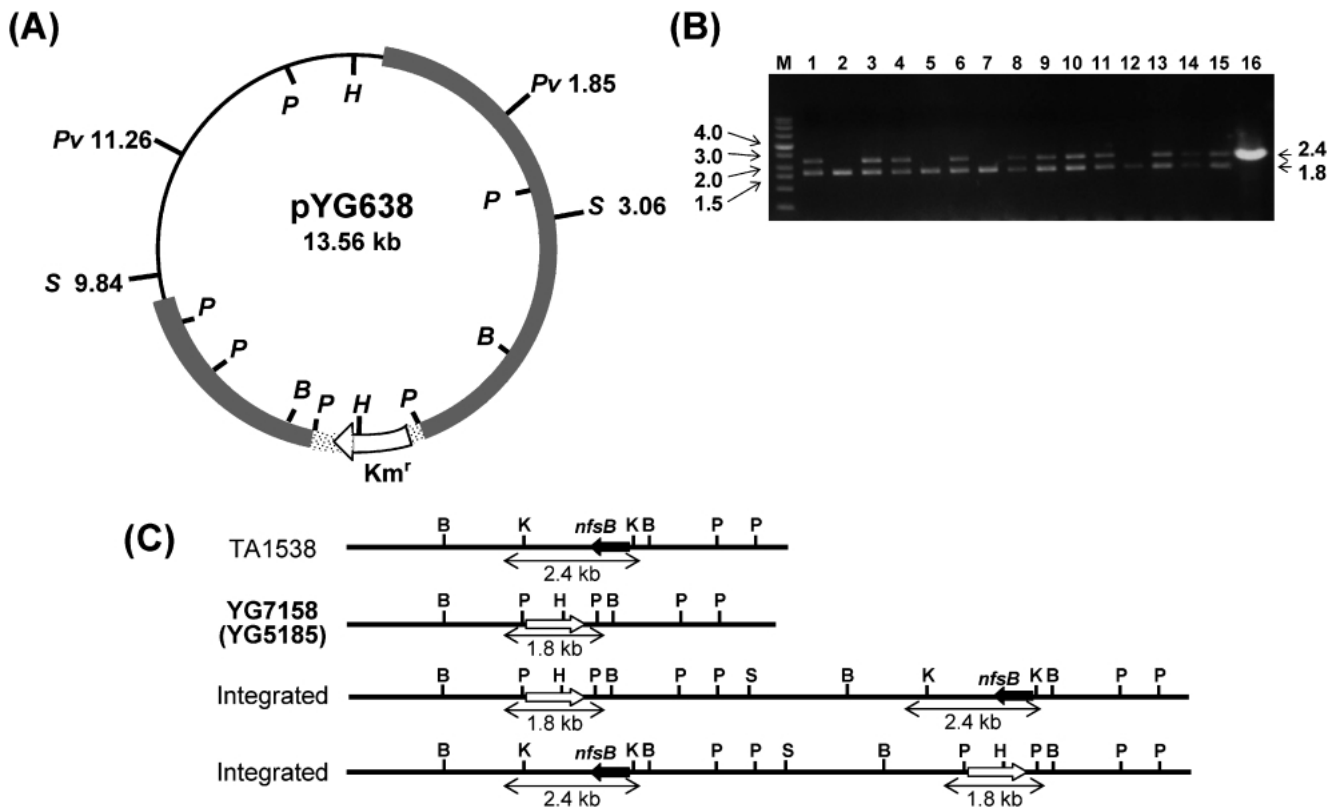 (A)
P
H
Pv 1.85
Pv 11.26
pYG638
13.56 kb
P
S 3.06
S 9.84
P
P
B
B
P
H
P
Kmʳ
(B)
M 1 2 3 4 5 6 7 8 9 10 11 12 13 14 15 16
4.0
3.0
2.0
1.5
2.4
1.8
(C)
B K nfsB K B P P
TA1538
2.4 kb
B P H P B P P
YG7158
(YG5185)
1.8 kb
B P H P B P P S B K nfsB K B P P
Integrated
1.8 kb 2.4 kb
B K nfsB K B P P S B P H P B P P
Integrated
2.4 kb 1.8 kb